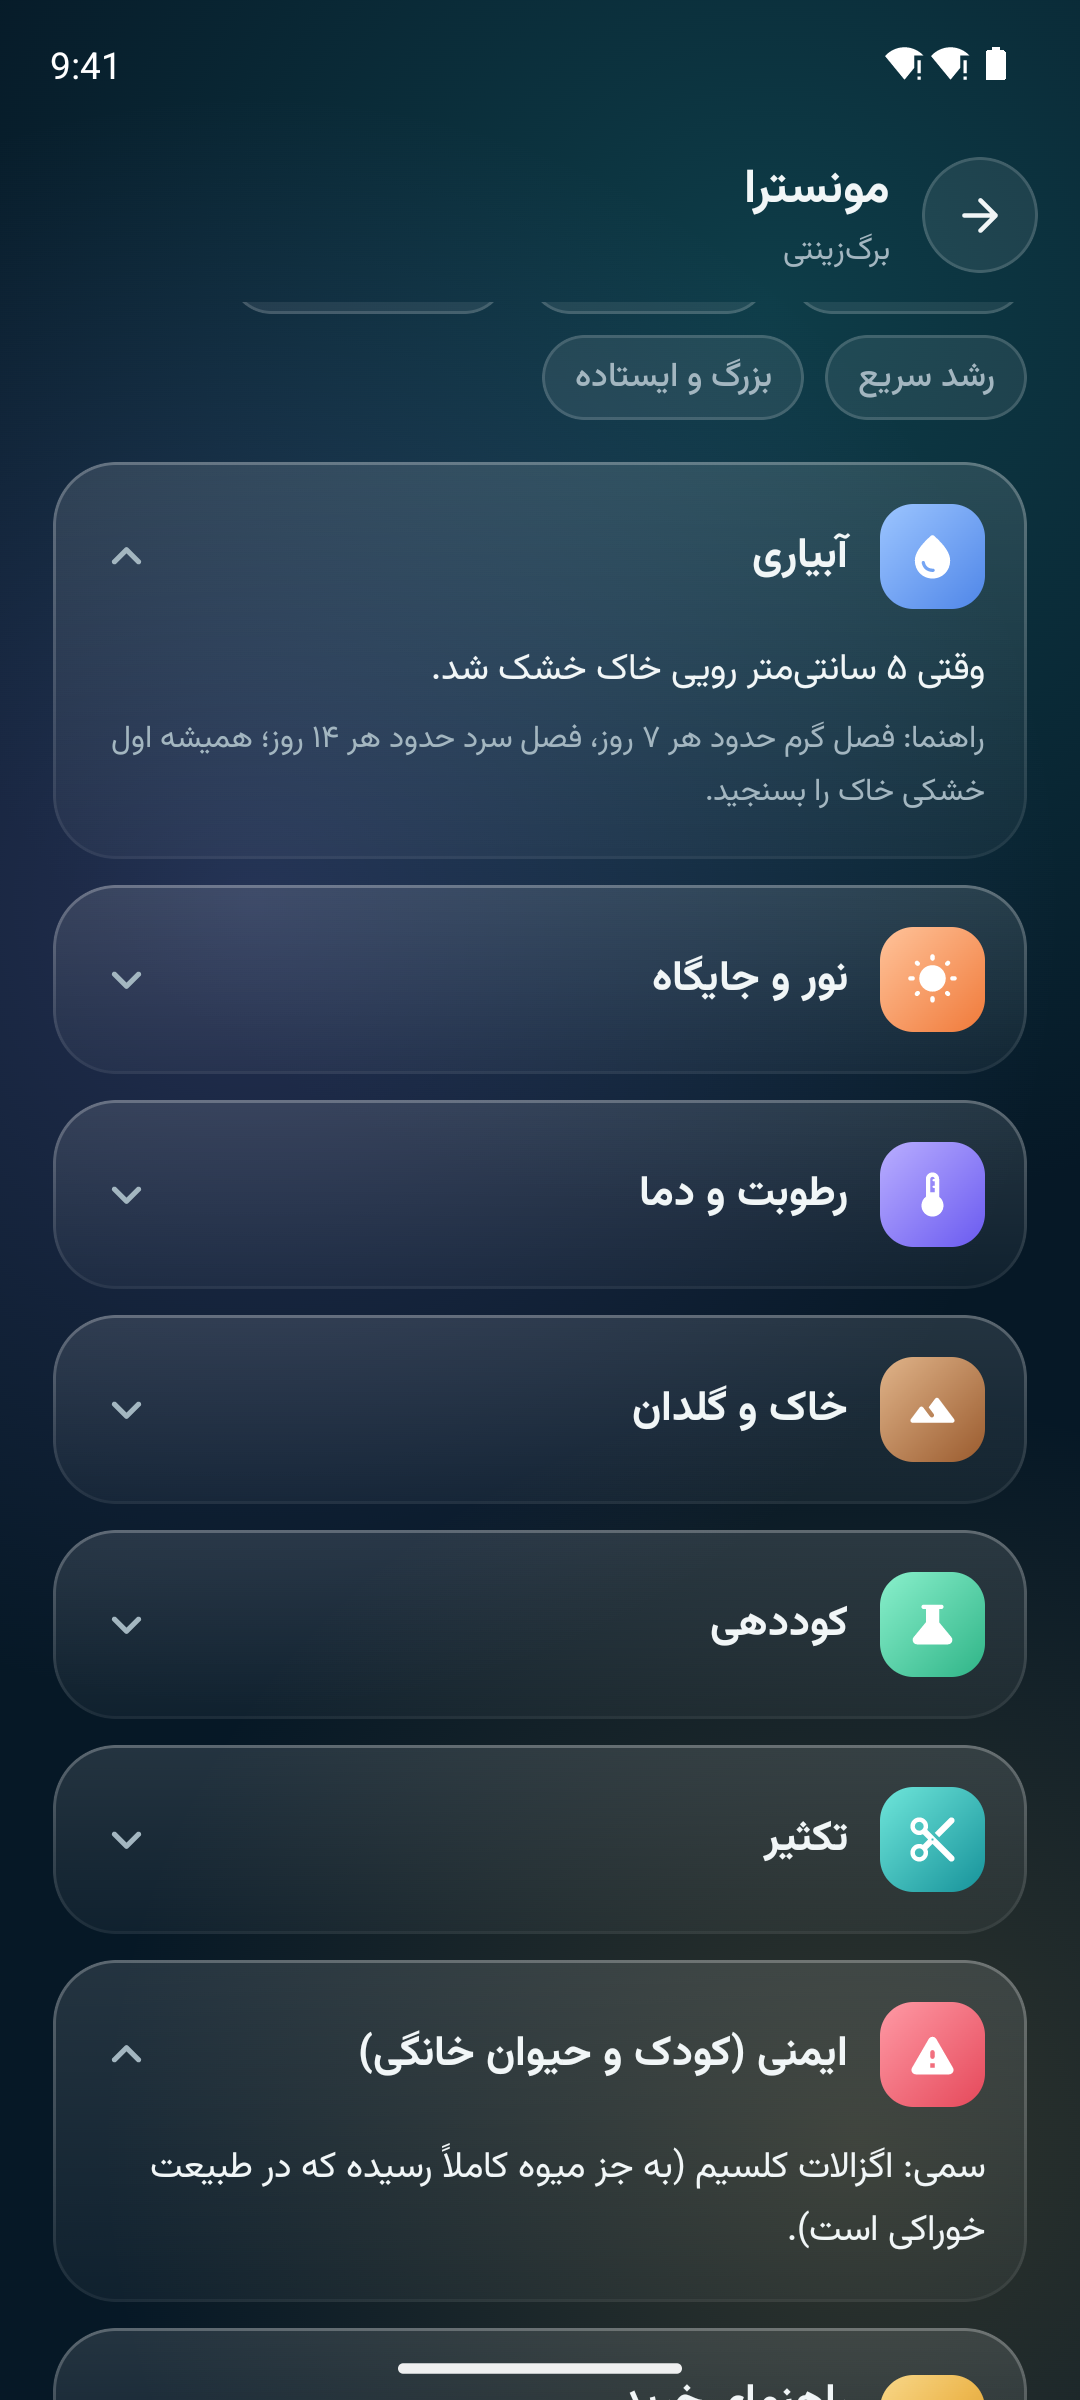 9:41
مونسترا
برگ‌زینتی
رشد سریع
بزرگ و ایستاده
آبیاری
وقتی ۵ سانتی‌متر رویی خاک خشک شد.
راهنما: فصل گرم حدود هر ۷ روز، فصل سرد حدود هر ۱۴ روز؛ همیشه اول
خشکی خاک را بسنجید.
نور و جایگاه
رطوبت و دما
خاک و گلدان
کوددهی
تکثیر
ایمنی (کودک و حیوان خانگی)
سمی: اگزالات کلسیم (به جز میوه کاملاً رسیده که در طبیعت
خوراکی است).
راهنمای خرید